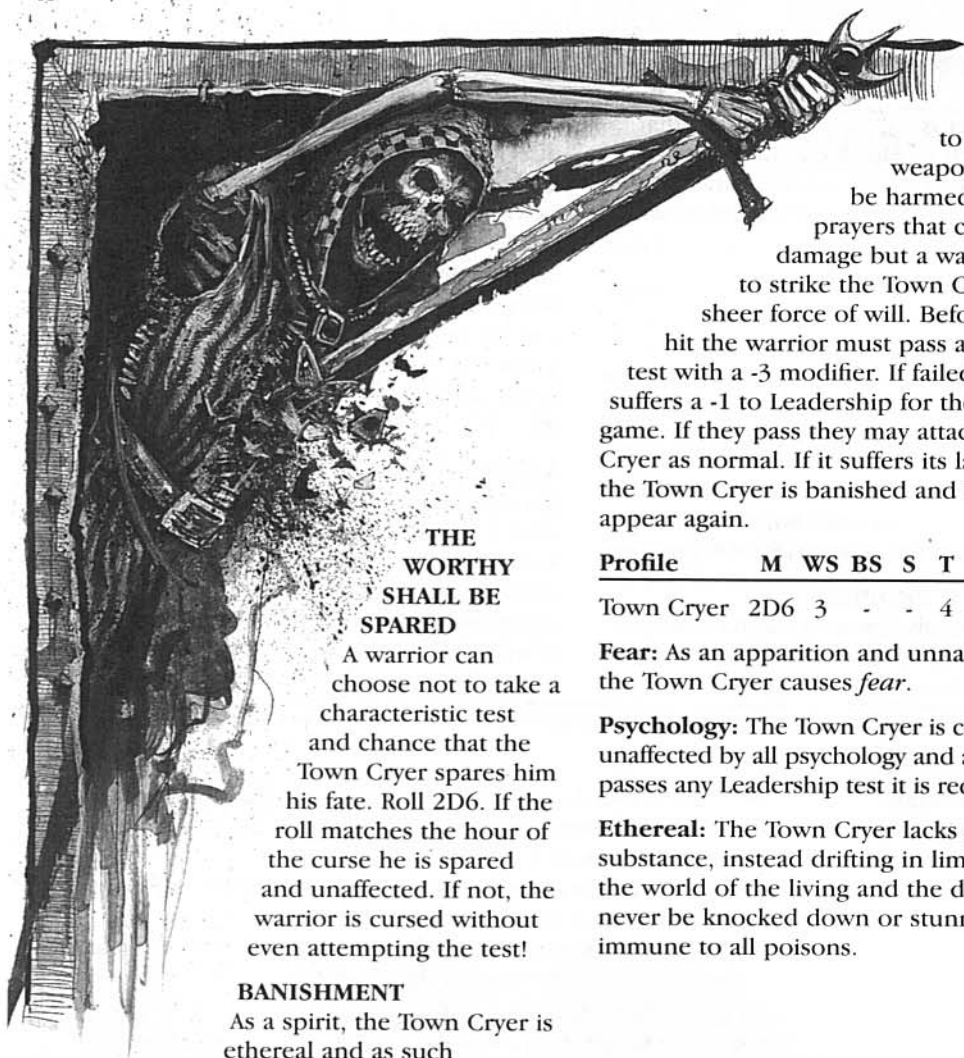 THE
WORTHY
SHALL BE
SPARED
A warrior can
choose not to take a
characteristic test
and chance that the
Town Cryer spares him
his fate. Roll 2D6. If the
roll matches the hour of
the curse he is spared
and unaffected. If not, the
warrior is cursed without
even attempting the test!
BANISHMENT
As a spirit, the Town Cryer is
ethereal and as such
to
weapo
be harmed
prayers that c
damage but a wa
to strike the Town C
sheer force of will. Befo
hit the warrior must pass a
test with a -3 modifier. If failed
suffers a -1 to Leadership for the
game. If they pass they may attac
Cryer as normal. If it suffers its l
the Town Cryer is banished and
appear again.
Profile M WS BS S T
Town Cryer 2D6 3 - - 4
Fear: As an apparition and unna
the Town Cryer causes fear.
Psychology: The Town Cryer is c
unaffected by all psychology and a
passes any Leadership test it is rec
Ethereal: The Town Cryer lacks
substance, instead drifting in lim
the world of the living and the d
never be knocked down or stunn
immune to all poisons.